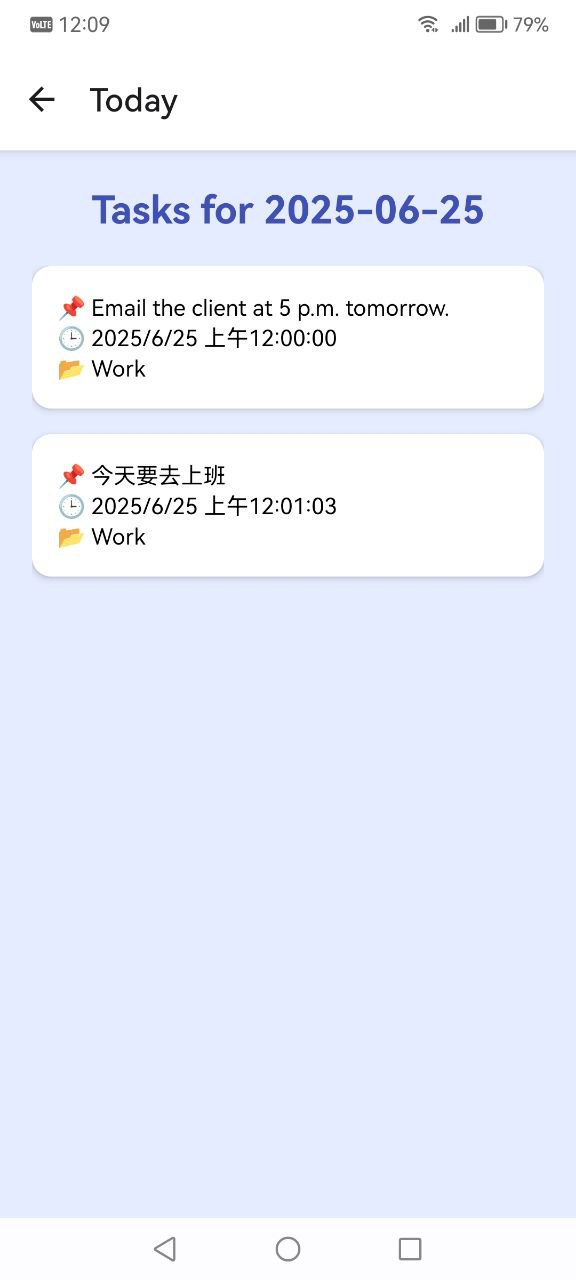 VoLTE 12:09 79%
Today
Tasks for 2025-06-25
📌 Email the client at 5 p.m. tomorrow.
🕒 2025/6/25 上午12:00:00
📂 Work
📌 今天要去上班
🕒 2025/6/25 上午12:01:03
📂 Work